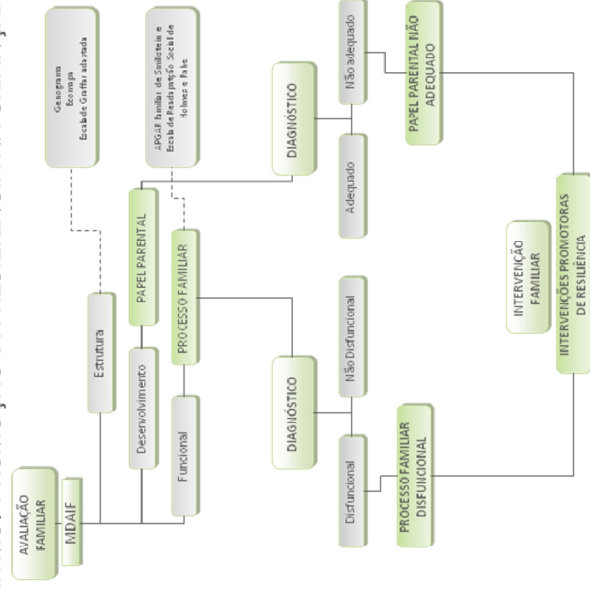 AVALIAÇÃO
FAMILIAR
MDAIF
Estrutura
Genograma
Ecomapa
Escala de Graffar adaptada
Desenvolvimento
PAPEL PARENTAL
Funcional
PROCESSO FAMILIAR
APGAR familiar de Smilkstein e
Escala de Readaptação Social de
Holmes e Rahe
DIAGNÓSTICO
Disfuncional
Não Disfuncional
PROCESSO FAMILIAR
DISFUNCIONAL
DIAGNÓSTICO
Adequado
Não adequado
PAPEL PARENTAL NÃO
ADEQUADO
INTERVENÇÃO
FAMILIAR
INTERVENÇÕES PROMOTORAS
DE RESILIÊNCIA